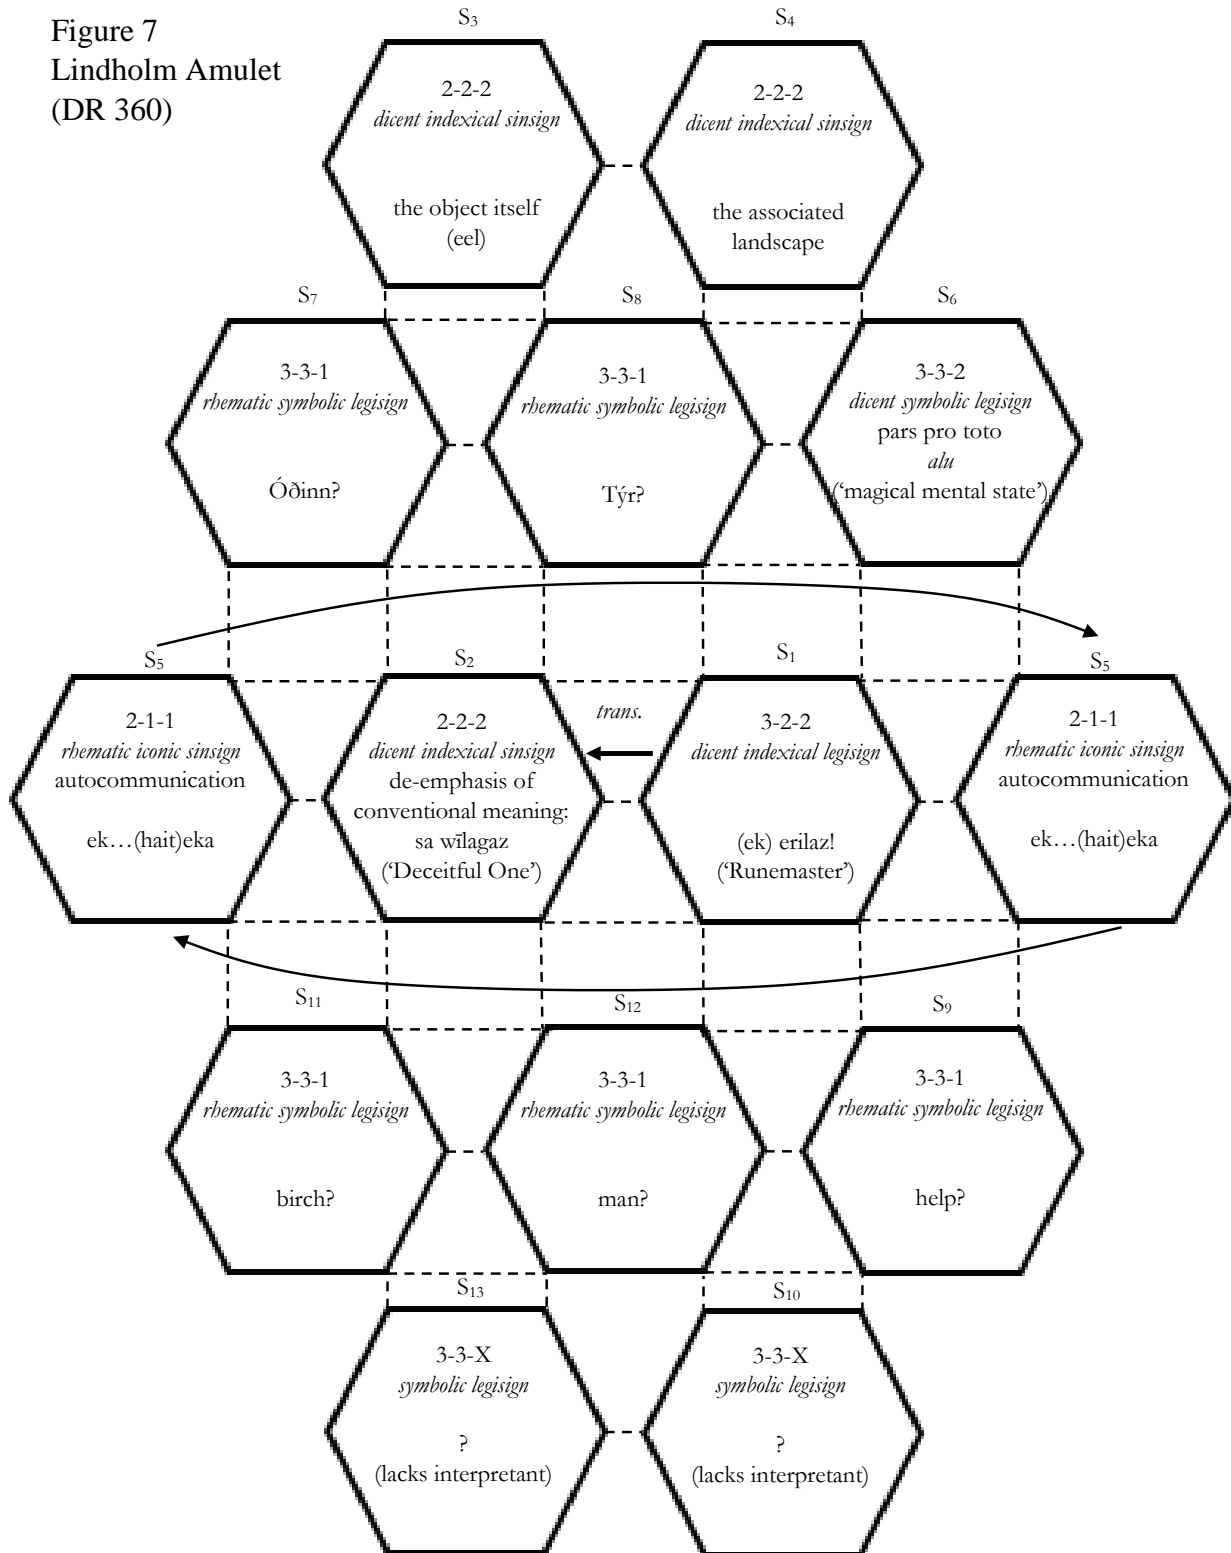 Figure 7
Lindholm Amulet
(DR 360)
S3
2-2-2
dicent indexical sinsign
the object itself
(eel)
S4
2-2-2
dicent indexical sinsign
the associated
landscape
S7
3-3-1
rhematic symbolic legisign
Óðinn?
S8
3-3-1
rhematic symbolic legisign
Týr?
S6
3-3-2
dicent symbolic legisign
pars pro toto
alu
(‘magical mental state’)
S5
2-1-1
rhematic iconic sinsign
autocommunication
ek…(hait)eka
S2
2-2-2
dicent indexical sinsign
de-emphasis of
conventional meaning:
sa wīlagaz
(‘Deceitful One’)
trans.
S1
3-2-2
dicent indexical legisign
(ek) erilaz!
(‘Runemaster’)
S5
2-1-1
rhematic iconic sinsign
autocommunication
ek…(hait)eka
S11
3-3-1
rhematic symbolic legisign
birch?
S12
3-3-1
rhematic symbolic legisign
man?
S9
3-3-1
rhematic symbolic legisign
help?
S13
3-3-X
symbolic legisign
?
(lacks interpretant)
S10
3-3-X
symbolic legisign
?
(lacks interpretant)